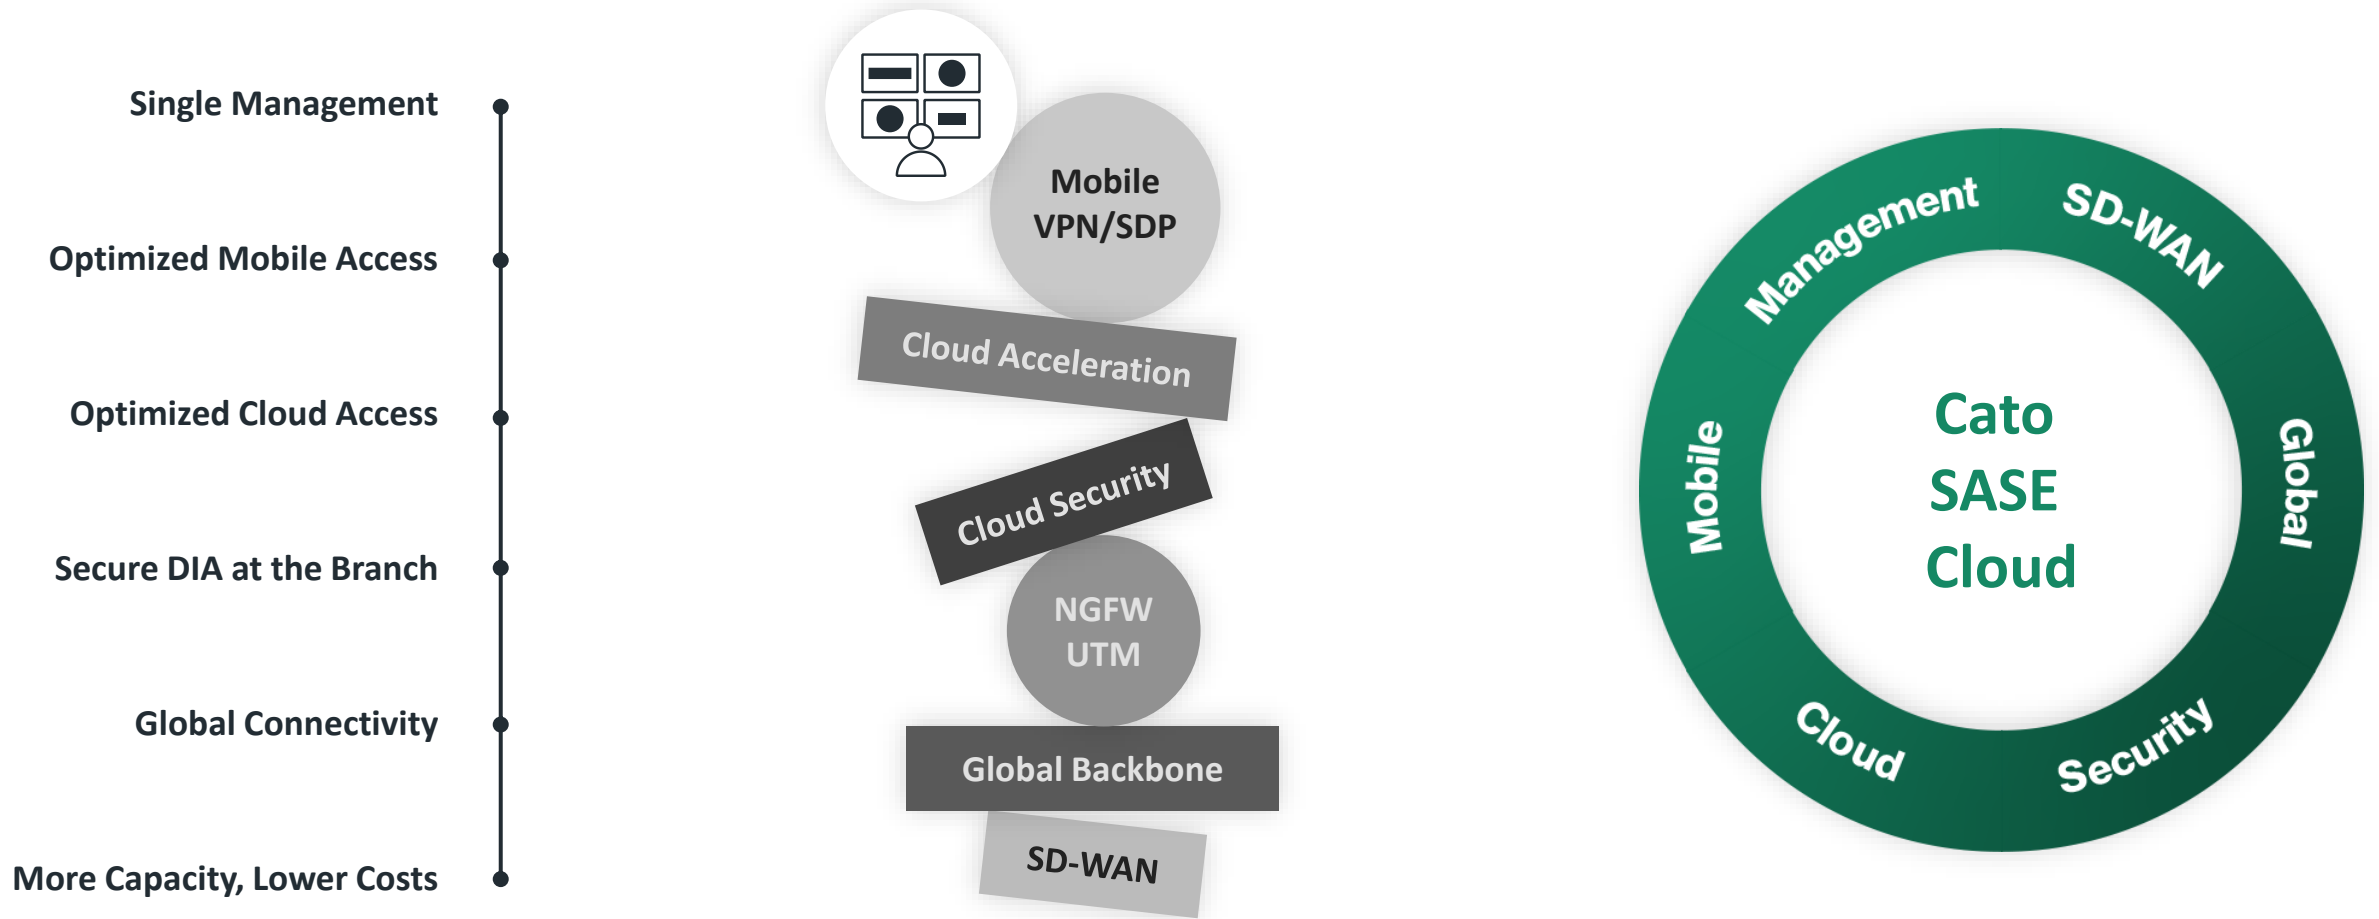 Single Management
Optimized Mobile Access
Optimized Cloud Access
Secure DIA at the Branch
Global Connectivity
More Capacity, Lower Costs
Mobile
VPN/SDP
Cloud Acceleration
Cloud Security
NGFW
UTM
Global Backbone
SD-WAN
Management
SD-WAN
Global
Security
Cloud
Mobile
Cato
SASE
Cloud